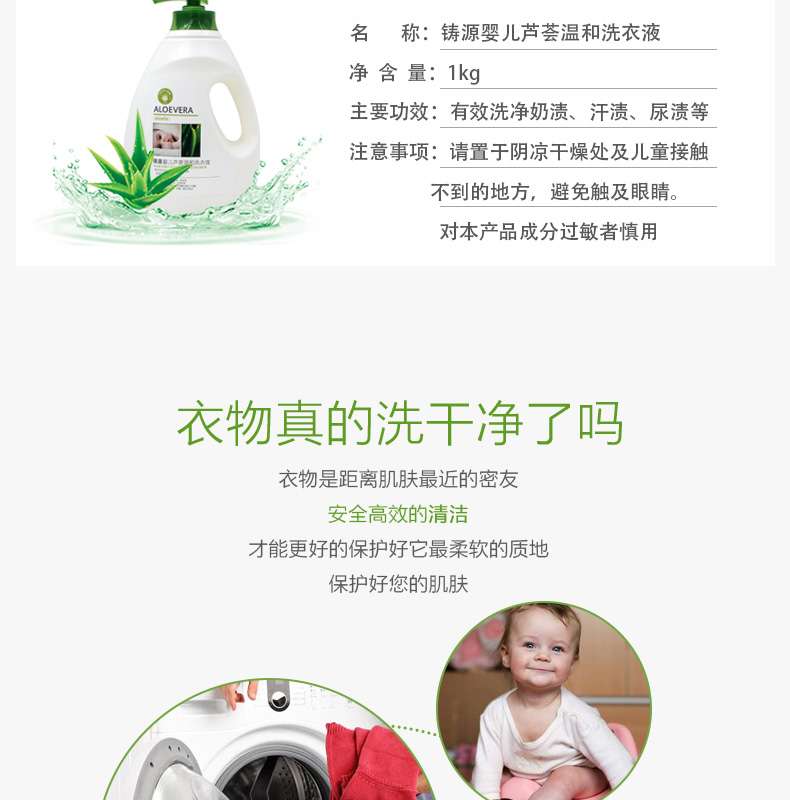 名 称：铸源婴儿芦荟温和洗衣液
净 含 量：1kg
主要功效：有效洗净奶渍、汗渍、尿渍等
注意事项：请置于阴凉干燥处及儿童接触
不到的地方，避免触及眼睛。
对本产品成分过敏者慎用
ALOEVERA
衣物真的洗干净了吗
衣物是距离肌肤最近的密友
安全高效的清洁
才能更好的保护好它最柔软的质地
保护好您的肌肤